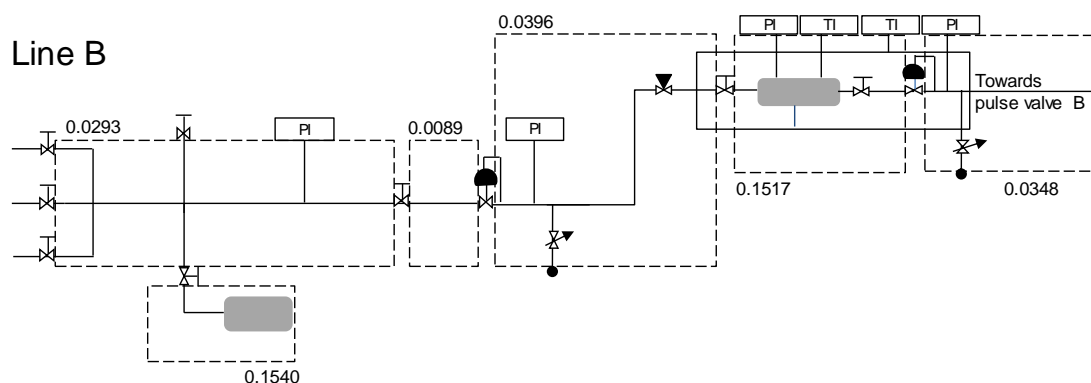 0.0396
PI
TI
TI
PI
Line B
Towards
pulse valve B
0.0293
PI
0.0089
PI
0.1517
0.0348
0.1540